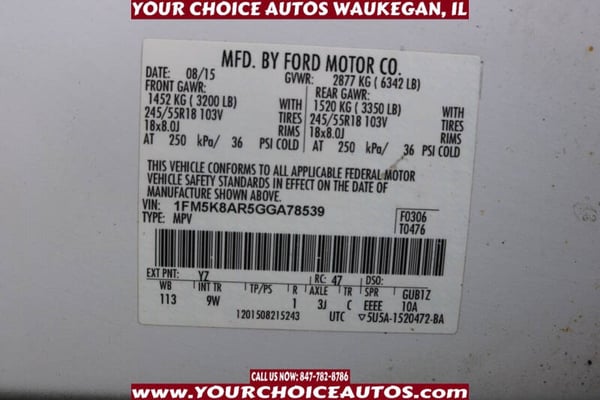 YOUR CHOICE AUTOS WAUKEGAN, IL
MFD. BY FORD MOTOR CO.
DATE: 08/15 GVWR: 2877 KG ( 6342 LB)
FRONT GAWR: REAR GAWR:
1452 KG ( 3200 LB) WITH 1520 KG ( 3350 LB) WITH
245/55R18 103V TIRES 245/55R18 103V TIRES
18x8.0J RIMS 18x8.0J RIMS
AT 250 kPa/ 36 PSI COLD AT 250 kPa/ 36 PSI COLD
THIS VEHICLE CONFORMS TO ALL APPLICABLE FEDERAL MOTOR
VEHICLE SAFETY STANDARDS IN EFFECT ON THE DATE OF
MANUFACTURE SHOWN ABOVE.
VIN: 1FM5K8AR5GGA78539 F0306
TYPE: MPV T0476
EXT PNT: YZ RC: 47 DSO:
WB INT TR TP/PS R AXLE TR SPR GUB1Z
113 9W 1 3J C EEEE 10A
1201508215243 UTC ▽5U5A-1520472-BA
CALL US NOW: 847-782-8786
WWW.YOURCHOICEAUTOS.COM